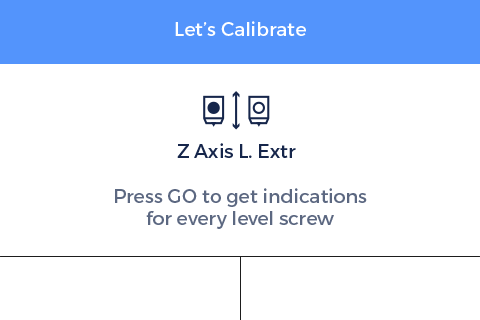 Let's Calibrate
Z Axis L. Extr
Press GO to get indications
for every level screw